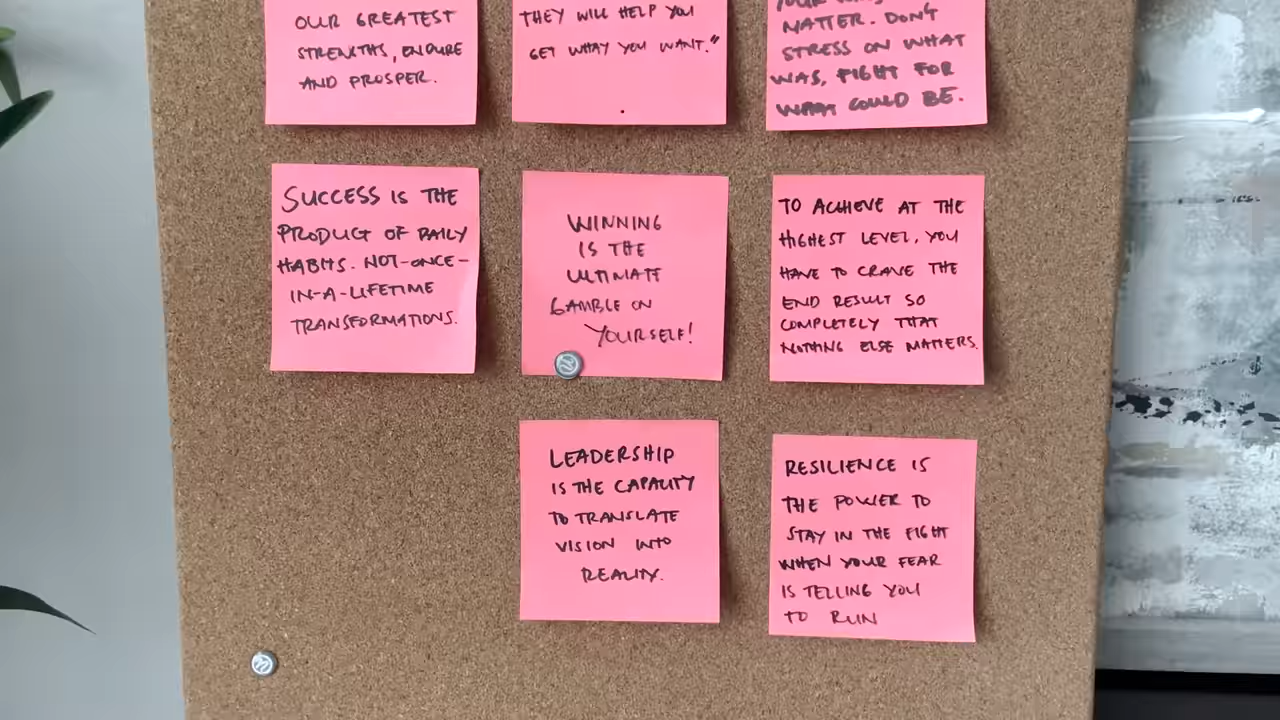 OUR GREATEST
STRENGTHS, ENDURE
AND PROSPER.
THEY WILL HELP YOU
GET WHAY YOU WANT."
MATTER. DON'T
STRESS ON WHAT
WAS, FIGHT FOR
WHAT COULD BE.
SUCCESS IS THE
PRODUCT OF DAILY
HABITS. NOT-ONCE-
IN-A-LIFETIME
TRANSFORMATIONS.
WINNING
IS THE
ULTIMATE
GAMBLE ON
YOURSELF!
TO ACHIEVE AT THE
HIGHEST LEVEL, YOU
HAVE TO CRAVE THE
END RESULT SO
COMPLETELY THAT
NOTHING ELSE MATTERS.
LEADERSHIP
IS THE CAPACITY
TO TRANSLATE
VISION INTO
REALITY.
RESILIENCE IS
THE POWER TO
STAY IN THE FIGHT
WHEN YOUR FEAR
IS TELLING YOU
TO RUN